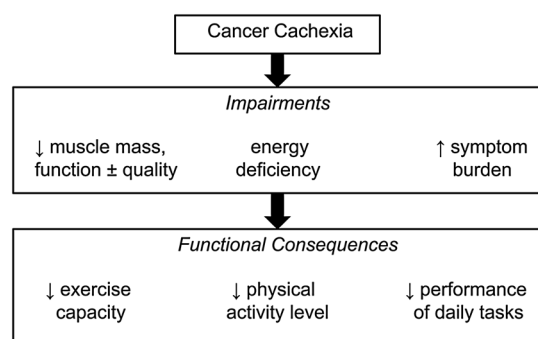 Cancer Cachexia
Impairments
↓ muscle mass, function ± quality
energy deficiency
↑ symptom burden
Functional Consequences
↓ exercise capacity
↓ physical activity level
↓ performance of daily tasks